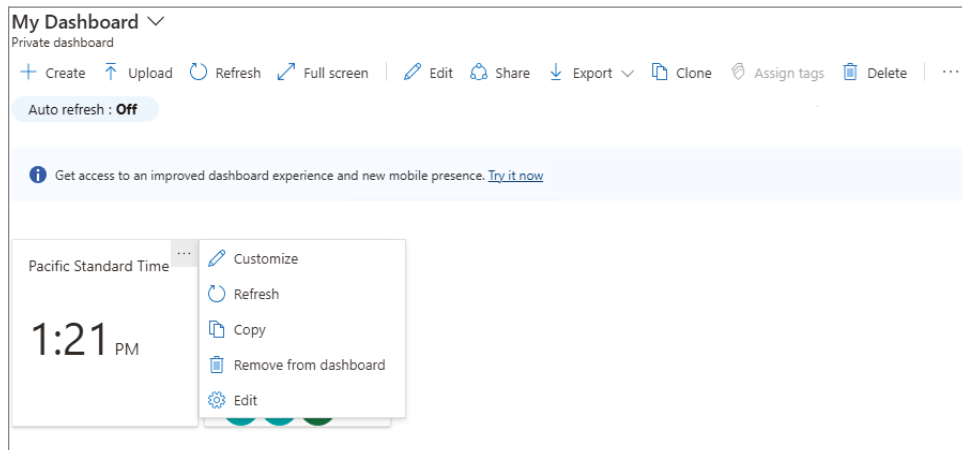 My Dashboard
Private dashboard
Create Upload Refresh Full screen Edit Share Export Clone Assign tags Delete ...
Auto refresh : Off
Get access to an improved dashboard experience and new mobile presence. Try it now
Pacific Standard Time ...
1:21 PM
Customize
Refresh
Copy
Remove from dashboard
Edit